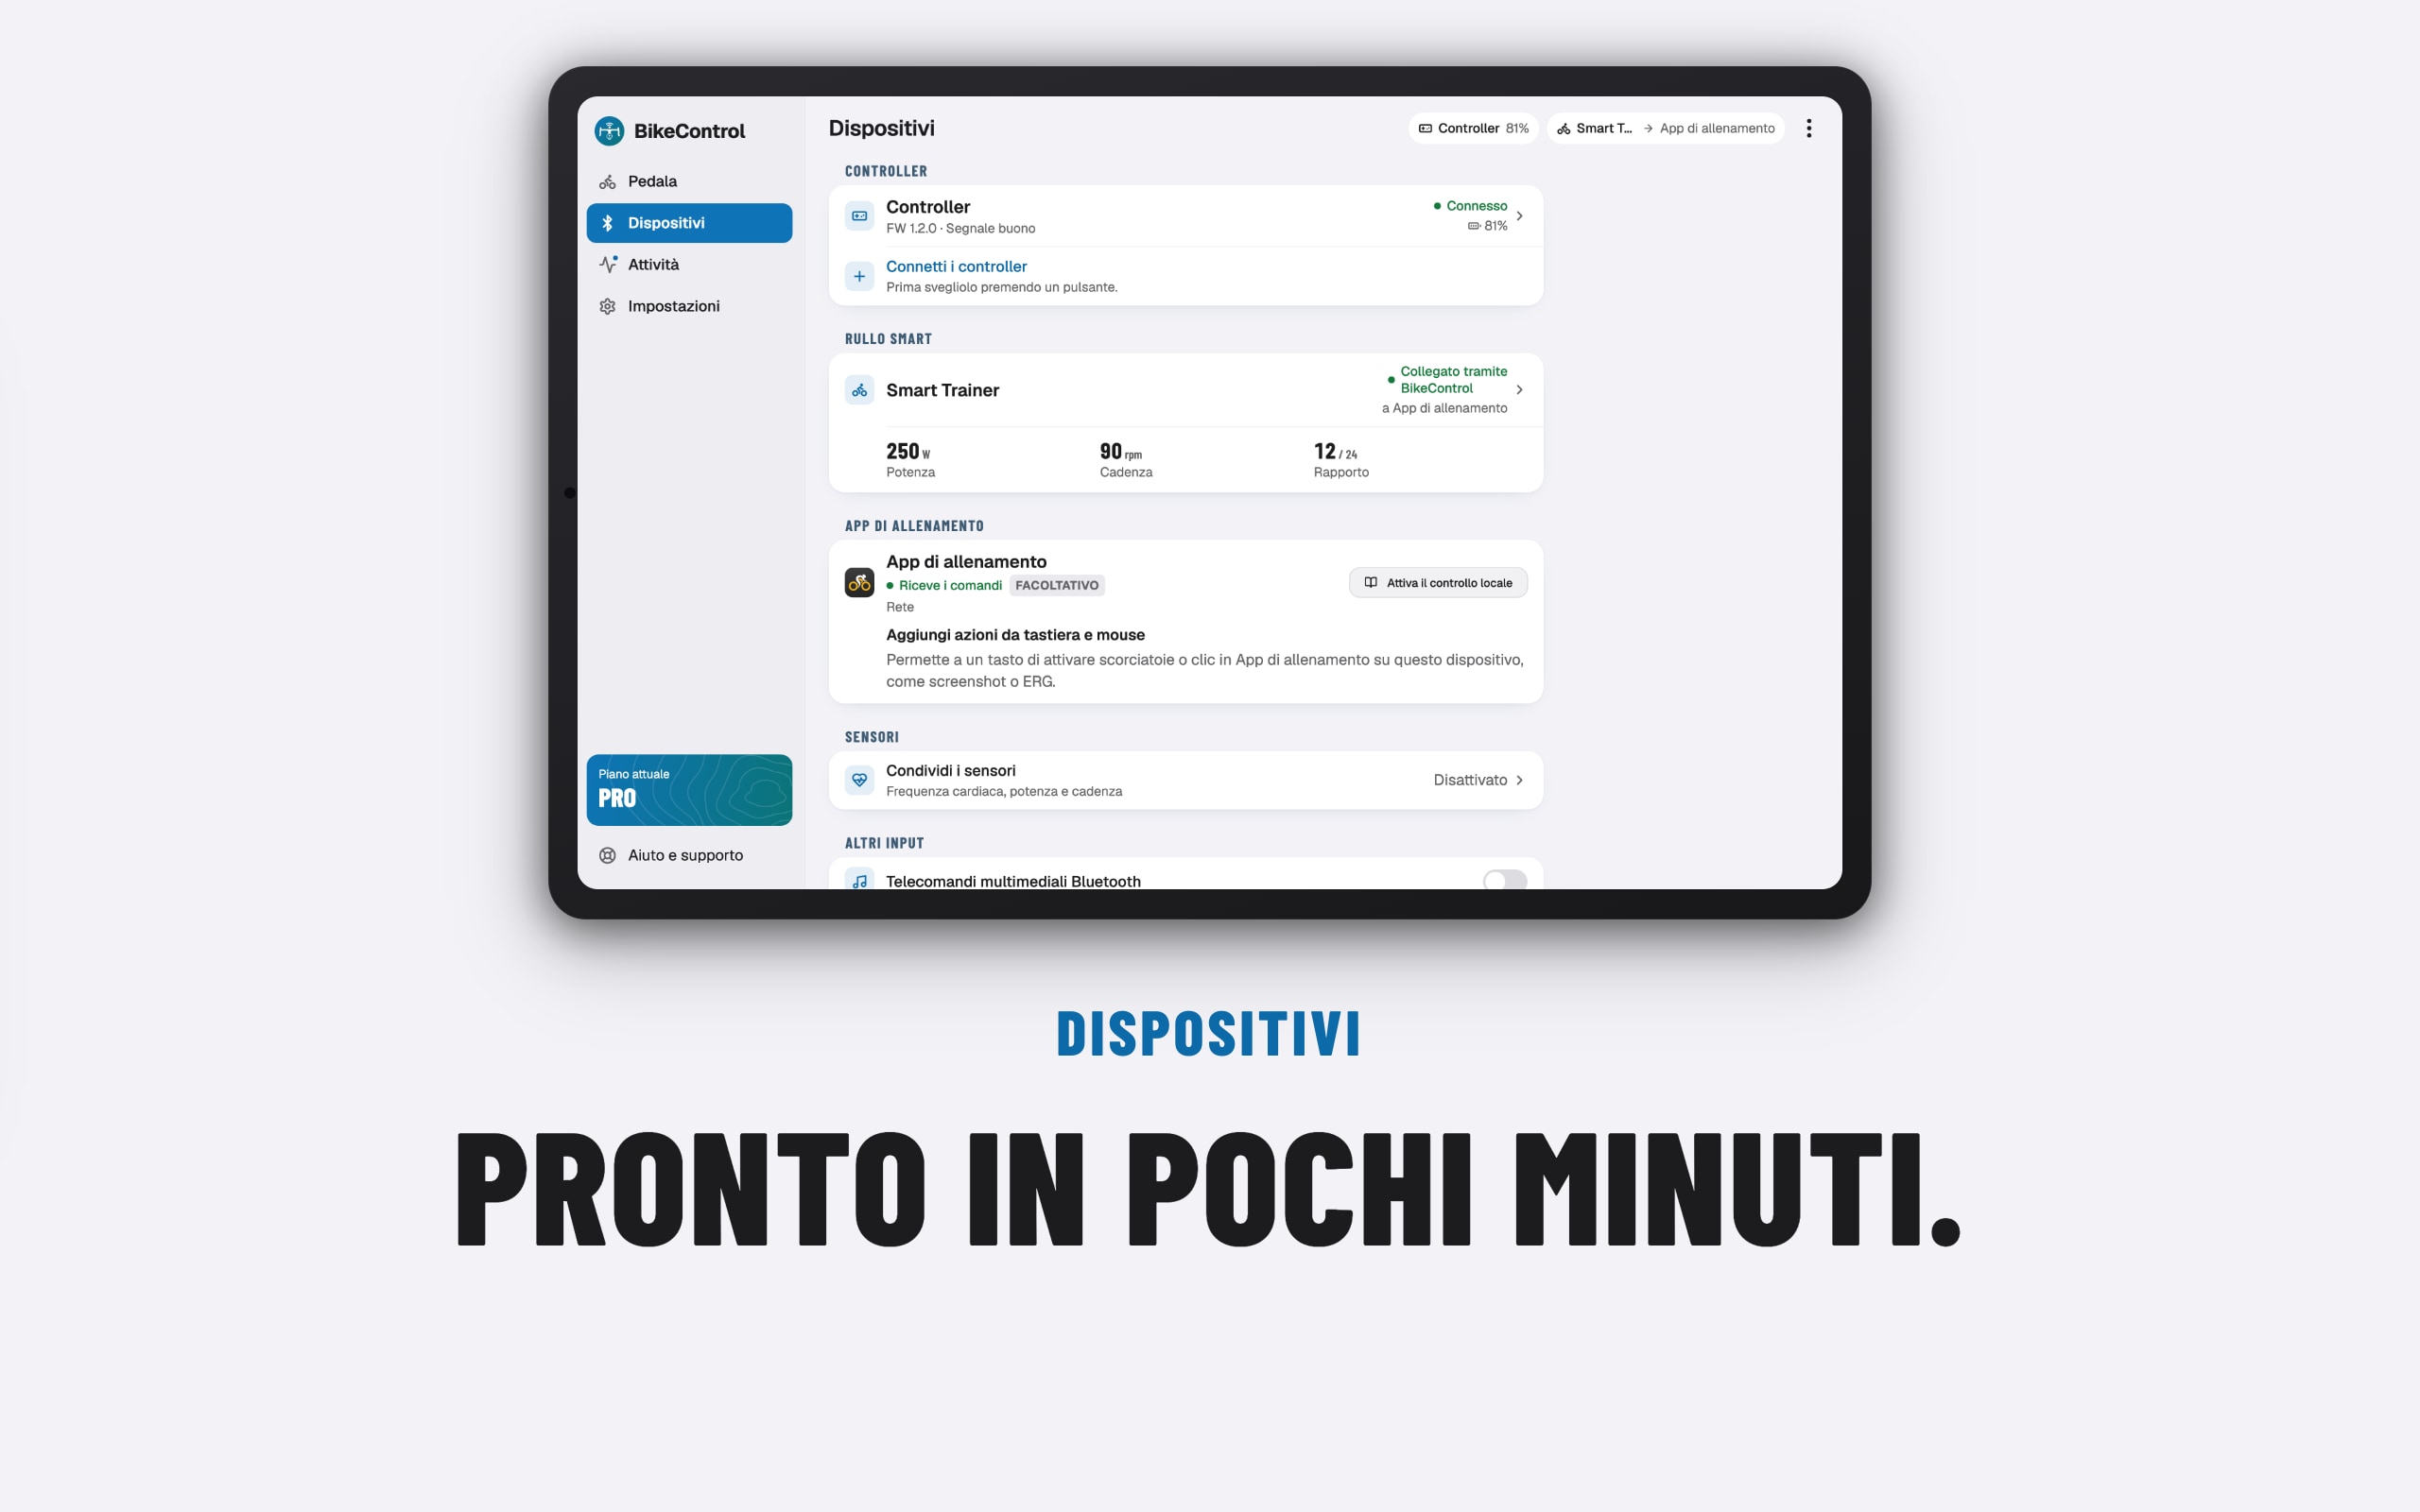 BikeControl
Pedala
Dispositivi
Attività
Impostazioni
Piano attuale
PRO
Aiuto e supporto
Dispositivi
Controller 81%
Smart T... → App di allenamento
CONTROLLER
Controller
FW 1.2.0 · Segnale buono
Connesso
81%
Connetti i controller
Prima svegliolo premendo un pulsante.
RULLO SMART
Smart Trainer
Collegato tramite
BikeControl
a App di allenamento
250 W
Potenza
90 rpm
Cadenza
12 / 24
Rapporto
APP DI ALLENAMENTO
App di allenamento
Riceve i comandi FACOLTATIVO
Rete
Attiva il controllo locale
Aggiungi azioni da tastiera e mouse
Permette a un tasto di attivare scorciatoie o clic in App di allenamento su questo dispositivo,
come screenshot o ERG.
SENSORI
Condividi i sensori
Frequenza cardiaca, potenza e cadenza
Disattivato
ALTRI INPUT
Telecomandi multimediali Bluetooth
DISPOSITIVI
PRONTO IN POCHI MINUTI.